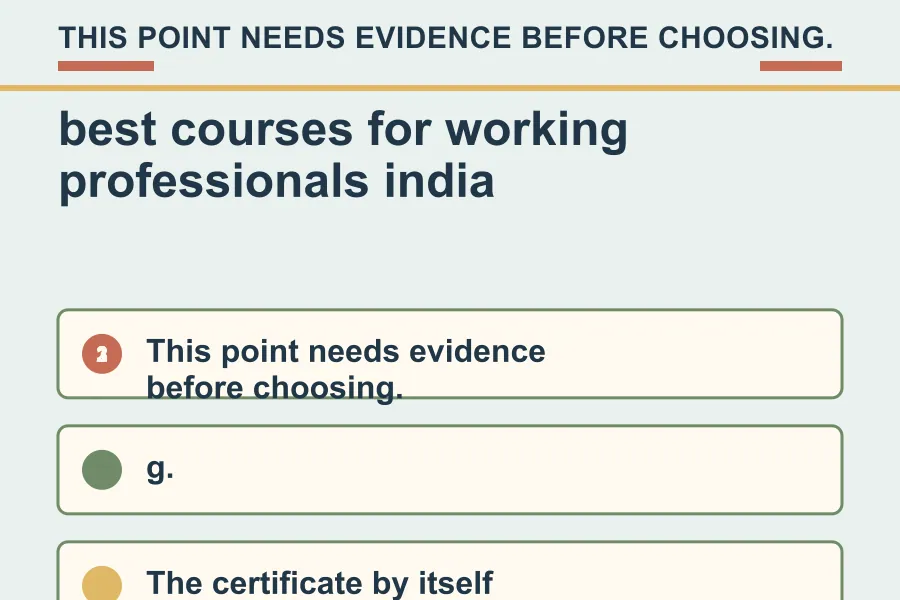 THIS POINT NEEDS EVIDENCE BEFORE CHOOSING.
best courses for working
professionals india
This point needs evidence
before choosing.
g.
The certificate by itself